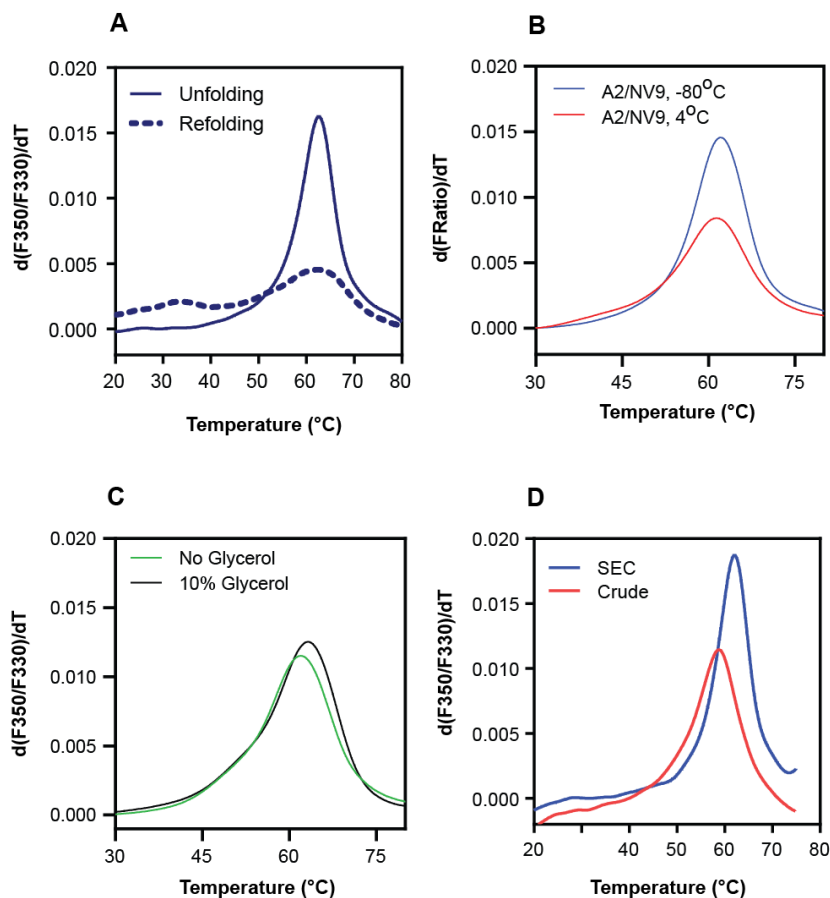 A
0.020
0.015
0.010
0.005
0.000
d(F350/F330)/dT
Unfolding
Refolding
20 30 40 50 60 70 80
Temperature (°C)
B
0.020
0.015
0.010
0.005
0.000
d(FRatio)/dT
A2/NV9, -80°C
A2/NV9, 4°C
30 45 60 75
Temperature (°C)
C
0.020
0.015
0.010
0.005
0.000
d(F350/F330)/dT
No Glycerol
10% Glycerol
30 45 60 75
Temperature (°C)
D
0.020
0.015
0.010
0.005
0.000
d(F350/F330)/dT
SEC
Crude
20 40 50 60 70 80
Temperature (°C)